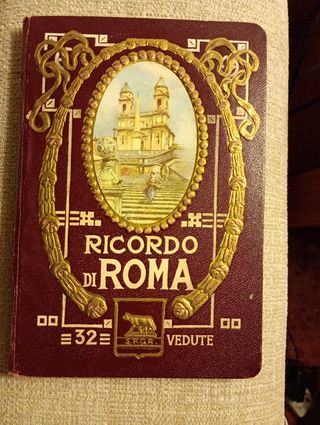 RICORDO
DI ROMA
32 VEDUTE
S.P.Q.R.